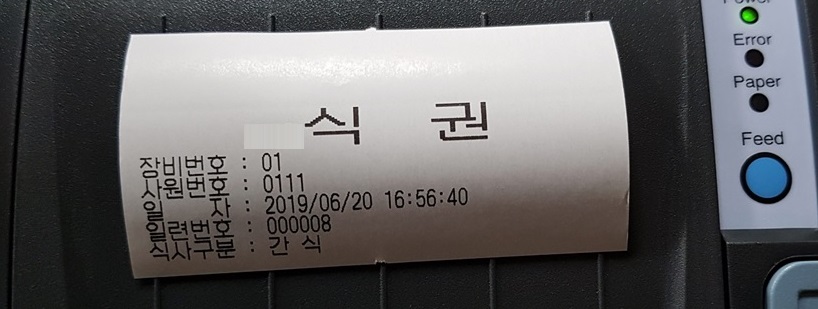 식 권
장비번호 : 01
사원번호 : 0111
일 자 : 2019/06/20 16:56:40
일련번호 : 000008
식사구분 : 간 식
Power
Error
Paper
Feed